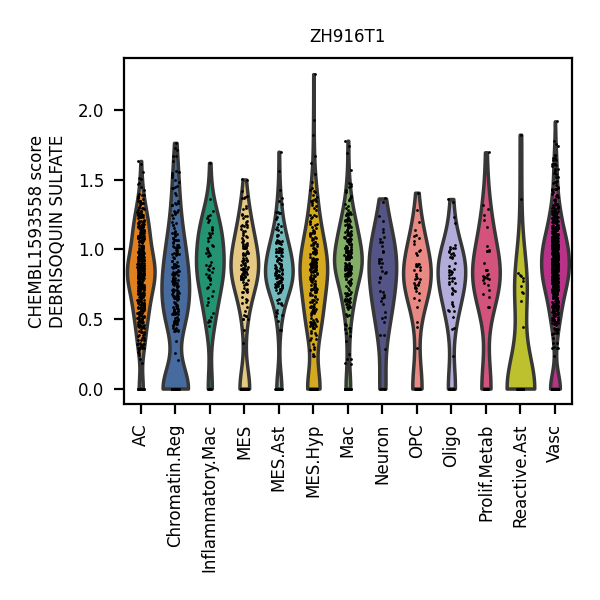 ZH916T1
CHEMBL1593558 score
DEBRISOQUIN SULFATE
2.0
1.5
1.0
0.5
0.0
AC
Chromatin.Reg
Inflammatory.Mac
MES
MES.Ast
MES.Hyp
Mac
Neuron
OPC
Oligo
Prolif.Metab
Reactive.Ast
Vasc